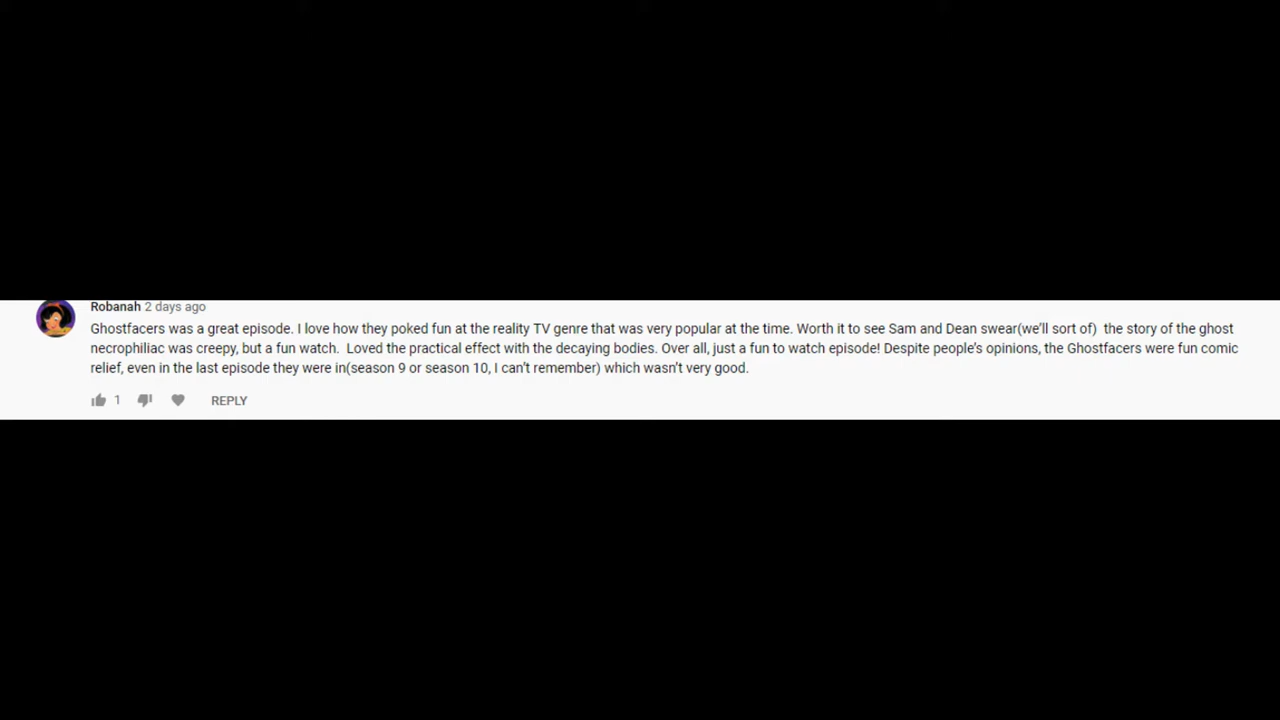 Robanah 2 days ago
Ghostfacers was a great episode. I love how they poked fun at the reality TV genre that was very popular at the time. Worth it to see Sam and Dean swear(we'll sort of)  the story of the ghost
necrophiliac was creepy, but a fun watch.  Loved the practical effect with the decaying bodies. Over all, just a fun to watch episode! Despite people's opinions, the Ghostfacers were fun comic
relief, even in the last episode they were in(season 9 or season 10, I can't remember) which wasn't very good.
1 REPLY